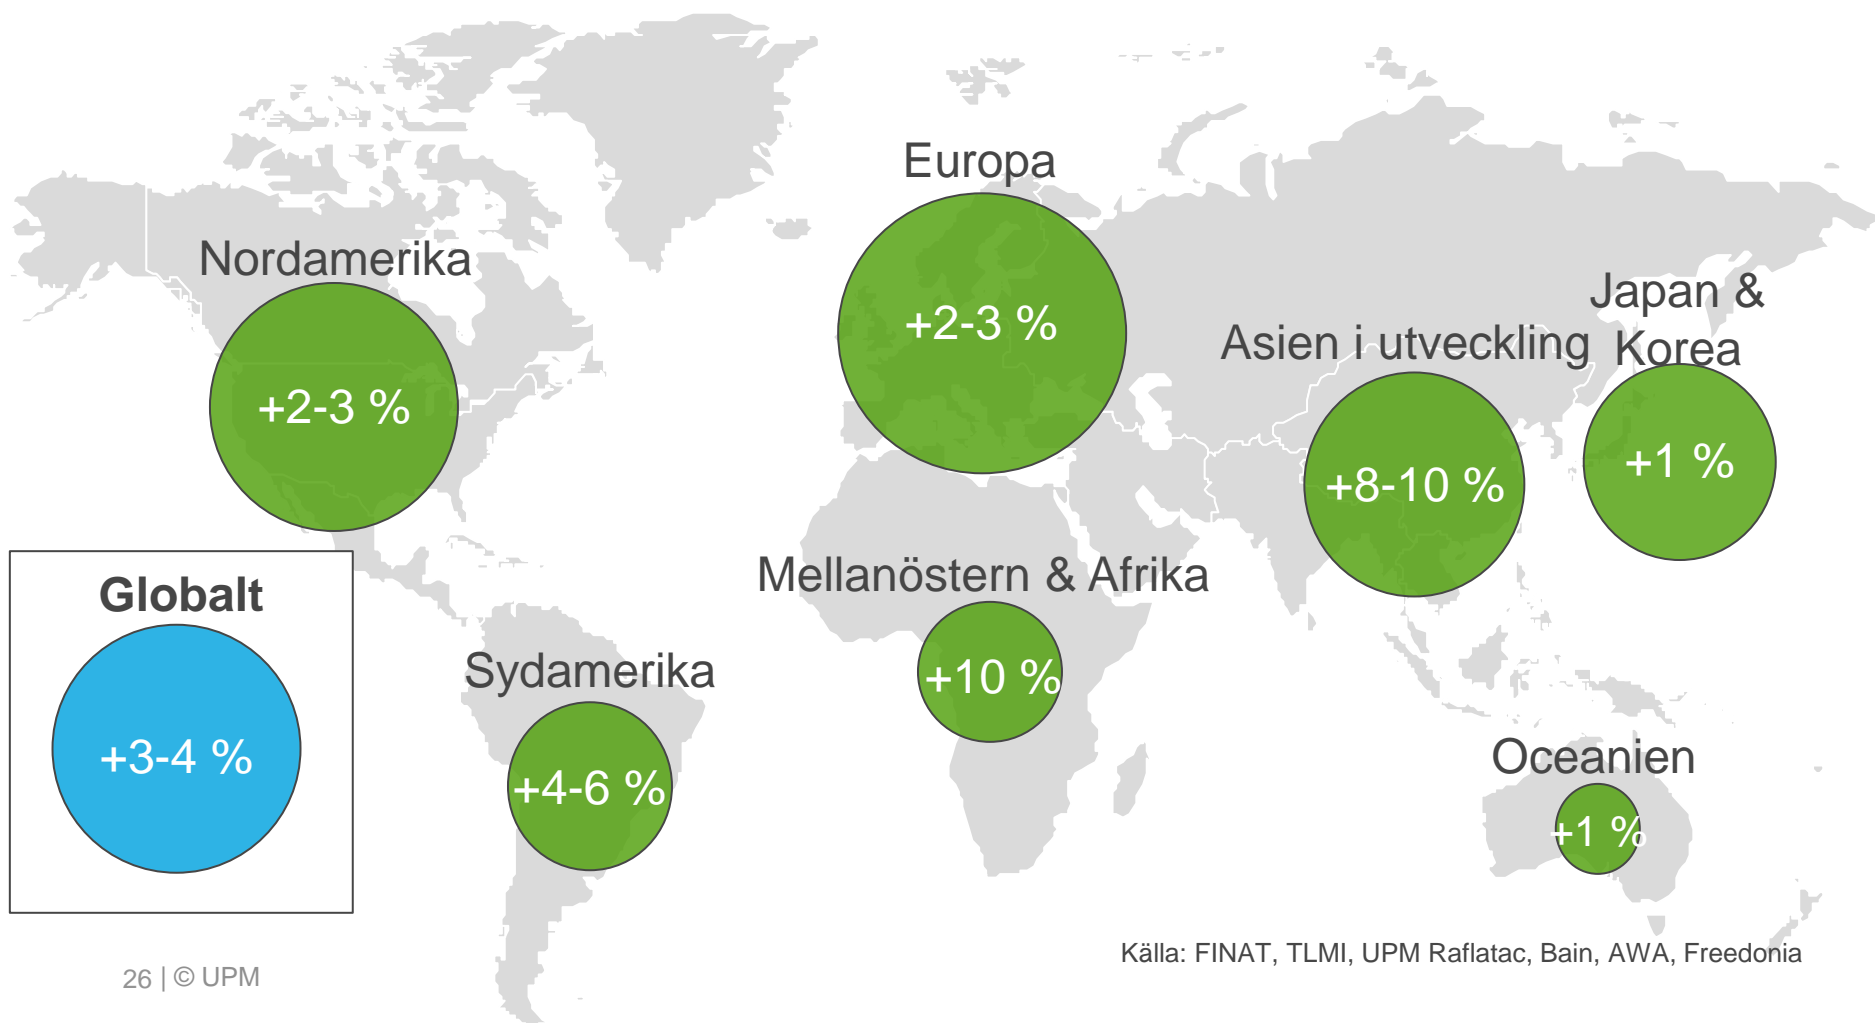 Europa
+2-3 %
Nordamerika
+2-3 %
Japan &
Korea
+1 %
Asien i utveckling
+8-10 %
Mellanöstern & Afrika
+10 %
Globalt
+3-4 %
Sydamerika
+4-6 %
Oceanien
+1 %
Källa: FINAT, TLMI, UPM Raflatac, Bain, AWA, Freedonia
26 | © UPM